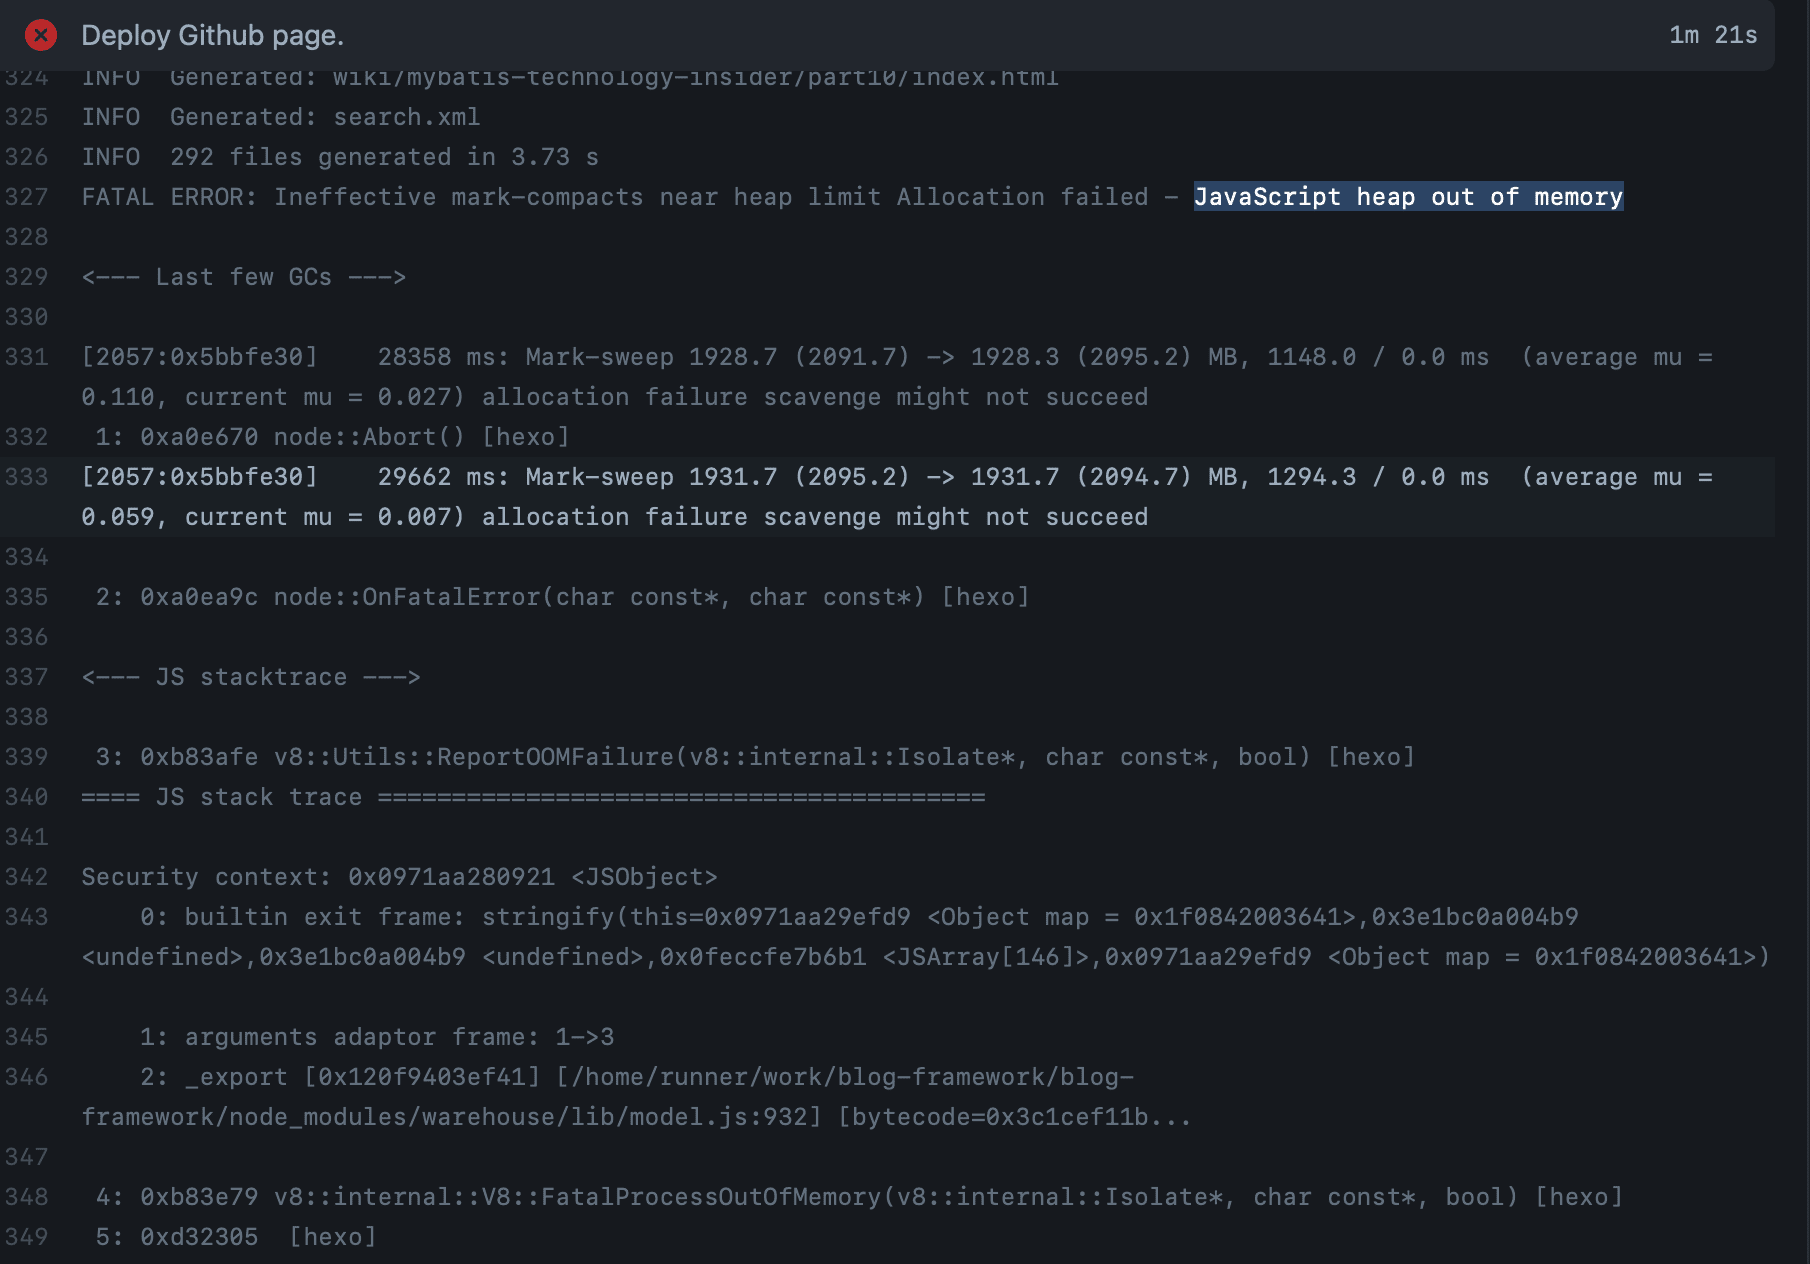 Deploy Github page.
1m 21s
324 INFO  Generated: wiki/mybatis-technology-insider/part10/index.html
325 INFO  Generated: search.xml
326 INFO  292 files generated in 3.73 s
327 FATAL ERROR: Ineffective mark-compacts near heap limit Allocation failed - JavaScript heap out of memory
328
329 <--- Last few GCs --->
330
331 [2057:0x5bbfe30]    28358 ms: Mark-sweep 1928.7 (2091.7) -> 1928.3 (2095.2) MB, 1148.0 / 0.0 ms  (average mu =
0.110, current mu = 0.027) allocation failure scavenge might not succeed
332  1: 0xa0e670 node::Abort() [hexo]
333 [2057:0x5bbfe30]    29662 ms: Mark-sweep 1931.7 (2095.2) -> 1931.7 (2094.7) MB, 1294.3 / 0.0 ms  (average mu =
0.059, current mu = 0.007) allocation failure scavenge might not succeed
334
335  2: 0xa0ea9c node::OnFatalError(char const*, char const*) [hexo]
336
337 <--- JS stacktrace --->
338
339  3: 0xb83afe v8::Utils::ReportOOMFailure(v8::internal::Isolate*, char const*, bool) [hexo]
340 ==== JS stack trace =========================================
341
342 Security context: 0x0971aa280921 <JSObject>
343     0: builtin exit frame: stringify(this=0x0971aa29efd9 <Object map = 0x1f0842003641>,0x3e1bc0a004b9
<undefined>,0x3e1bc0a004b9 <undefined>,0x0feccfe7b6b1 <JSArray[146]>,0x0971aa29efd9 <Object map = 0x1f0842003641>)
344
345     1: arguments adaptor frame: 1->3
346     2: _export [0x120f9403ef41] [/home/runner/work/blog-framework/blog-
framework/node_modules/warehouse/lib/model.js:932] [bytecode=0x3c1cef11b...
347
348  4: 0xb83e79 v8::internal::V8::FatalProcessOutOfMemory(v8::internal::Isolate*, char const*, bool) [hexo]
349  5: 0xd32305  [hexo]